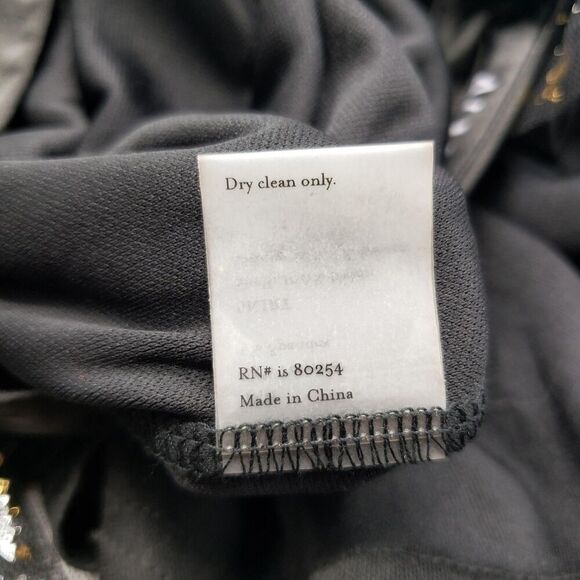 Dry clean only.
RN# is 80254
Made in China